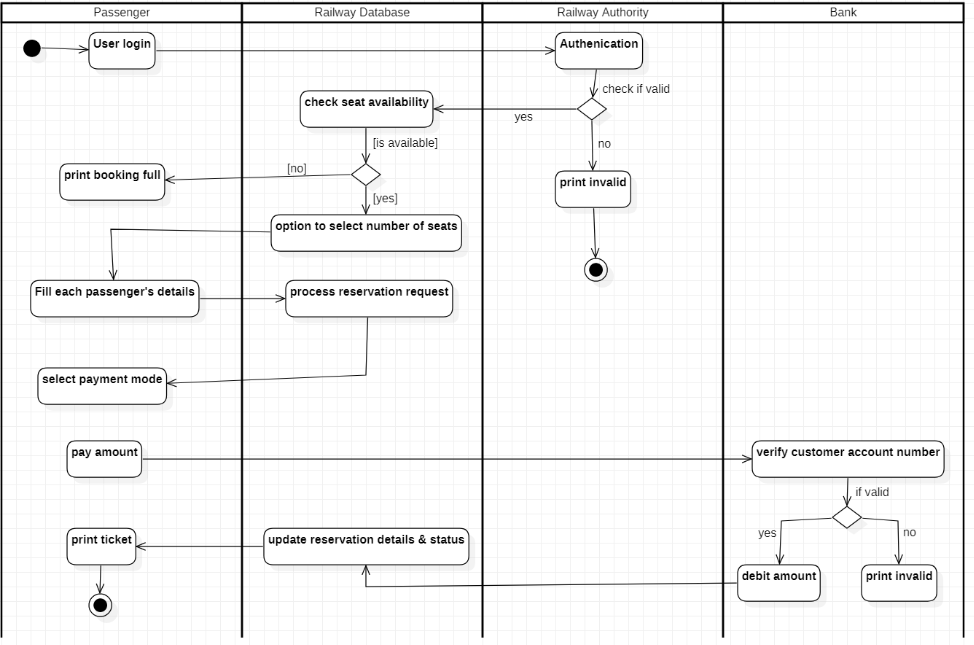 Passenger
Railway Database
Railway Authority
Bank
User login
Authenication
check if valid
check seat availability
yes
[is available]
no
[no]
print booking full
print invalid
[yes]
option to select number of seats
Fill each passenger's details
process reservation request
select payment mode
pay amount
verify customer account number
if valid
yes
no
print ticket
update reservation details & status
debit amount
print invalid